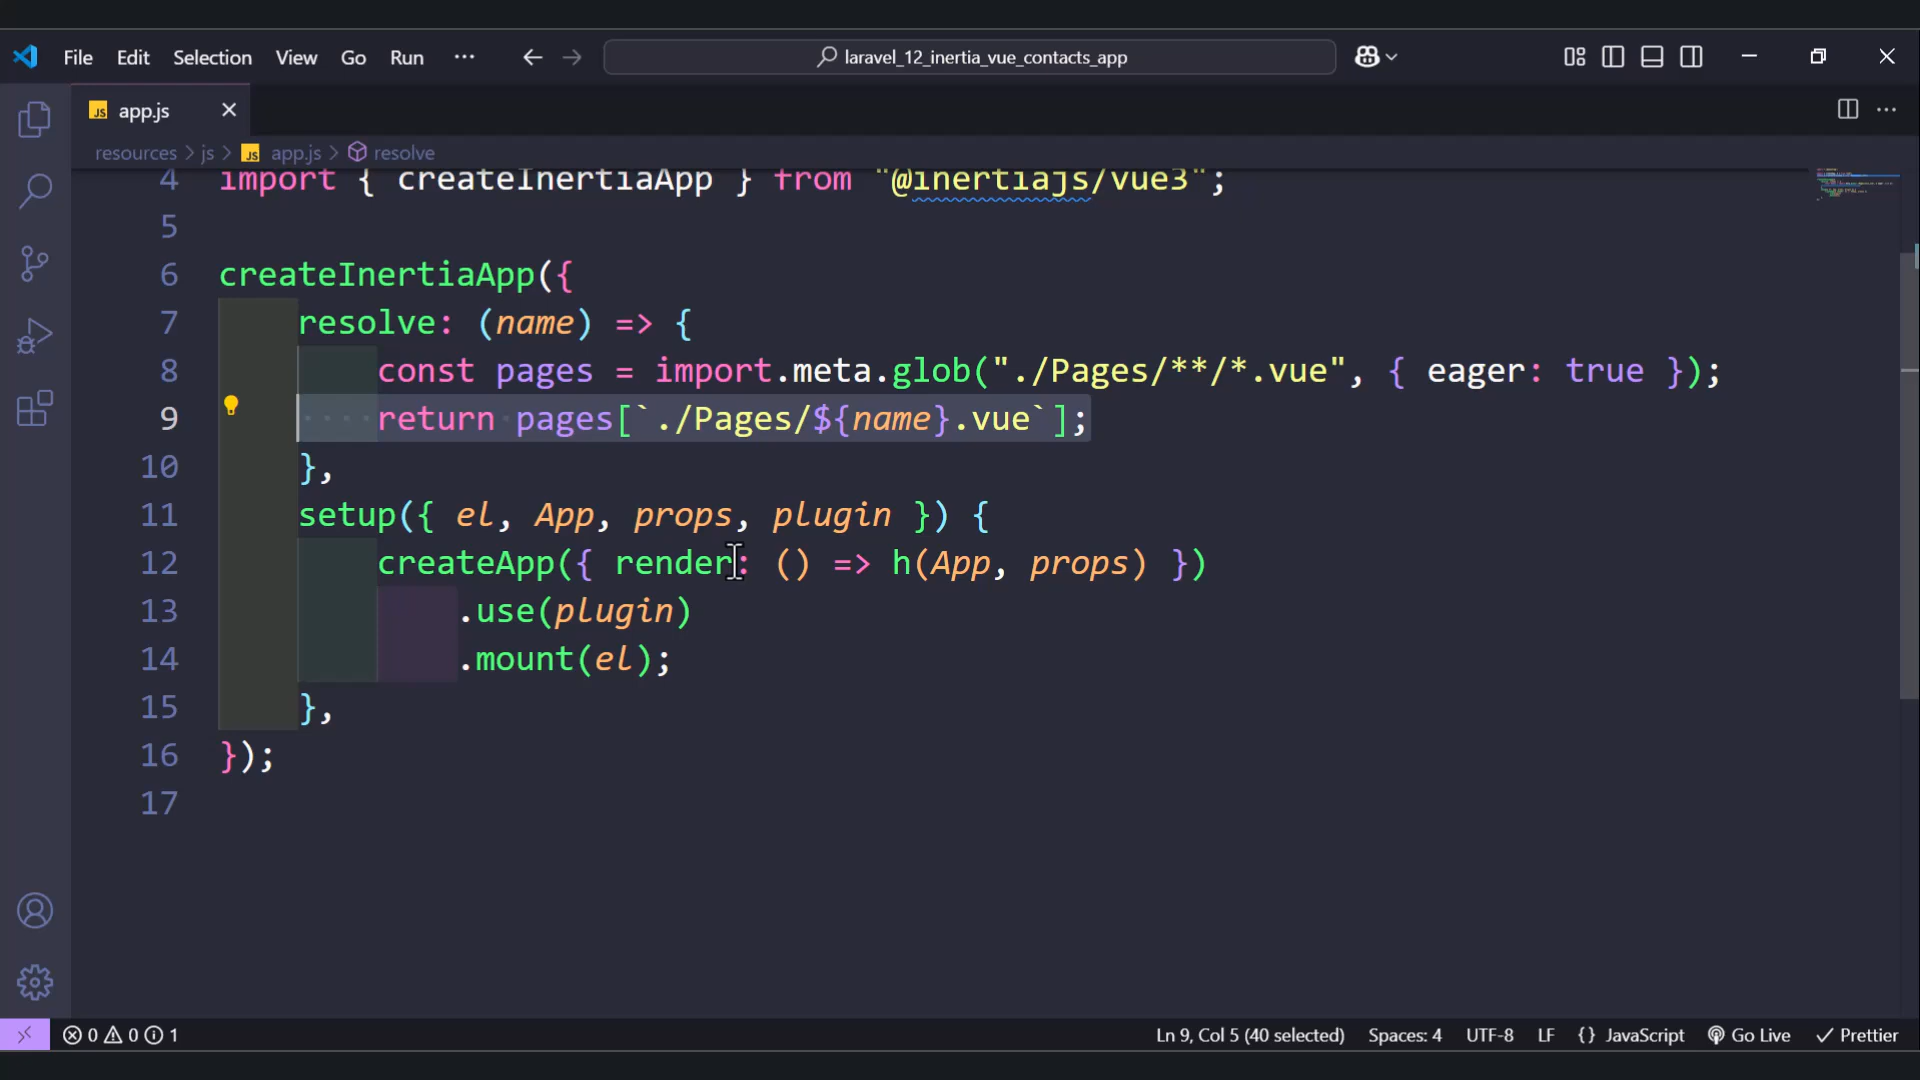 File Edit Selection View Go Run ··· laravel_12_inertia_vue_contacts_app
JS app.js
resources > js > JS app.js > resolve
4 import { createInertiaApp } from "@inertiajs/vue3";
5
6 createInertiaApp({
7 resolve: (name) => {
8 const pages = import.meta.glob("./Pages/**/*.vue", { eager: true });
9 return pages[`./Pages/${name}.vue`];
10 },
11 setup({ el, App, props, plugin }) {
12 createApp({ render: () => h(App, props) })
13 .use(plugin)
14 .mount(el);
15 },
16 });
17
0 0 1 Ln 9, Col 5 (40 selected) Spaces: 4 UTF-8 LF {} JavaScript Go Live Prettier